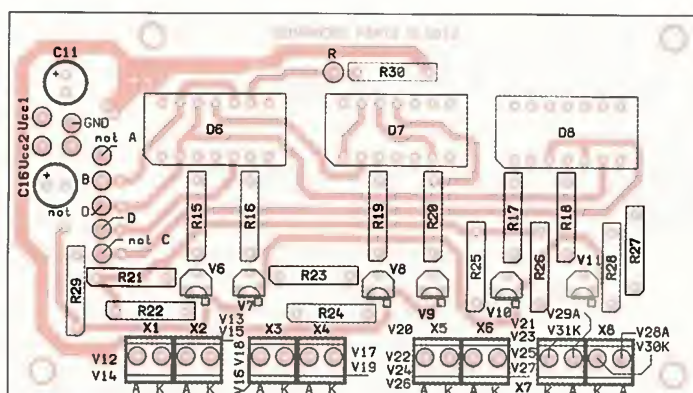 C11
R
R30
GND
not A
Vcc1
Vcc2
C16
B
not D
D
not C
D6
D7
D8
R15
R16
R19
R20
R17
R18
R25
R26
R28
R27
R29
R21
R22
R23
R24
V6
V7
V8
V9
V10
V11
X1
X2
V13
V15
X3
X4
V20
X5
X6
V21
V23
V29A
V31K
X8
V28A
V30K
V12
V14
V18
V16
V17
V19
V22
V24
V26
V25
V27
X7
A K A K A K A K A K A K A K K A